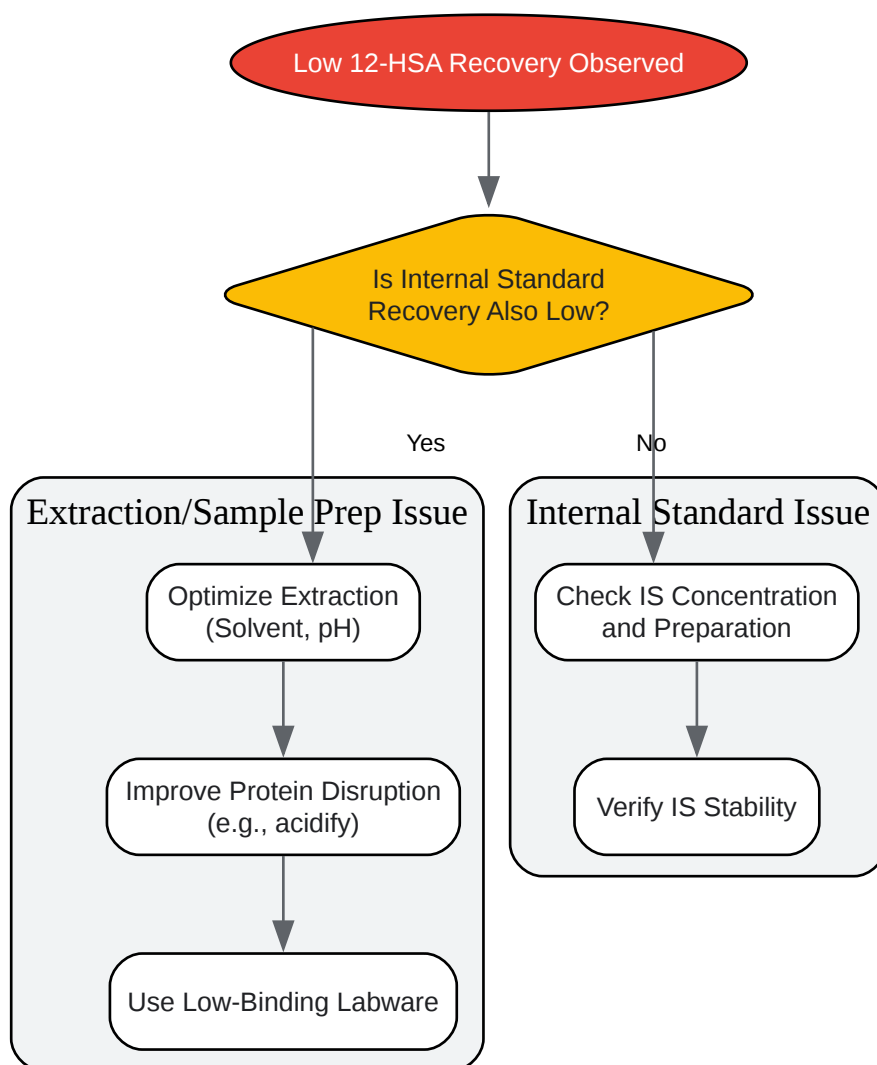 Low 12-HSA Recovery Observed
Is Internal Standard
Recovery Also Low?
Yes
No
Extraction/Sample Prep Issue
Internal Standard Issue
Optimize Extraction
(Solvent, pH)
Check IS Concentration
and Preparation
Improve Protein Disruption
(e.g., acidify)
Verify IS Stability
Use Low-Binding Labware